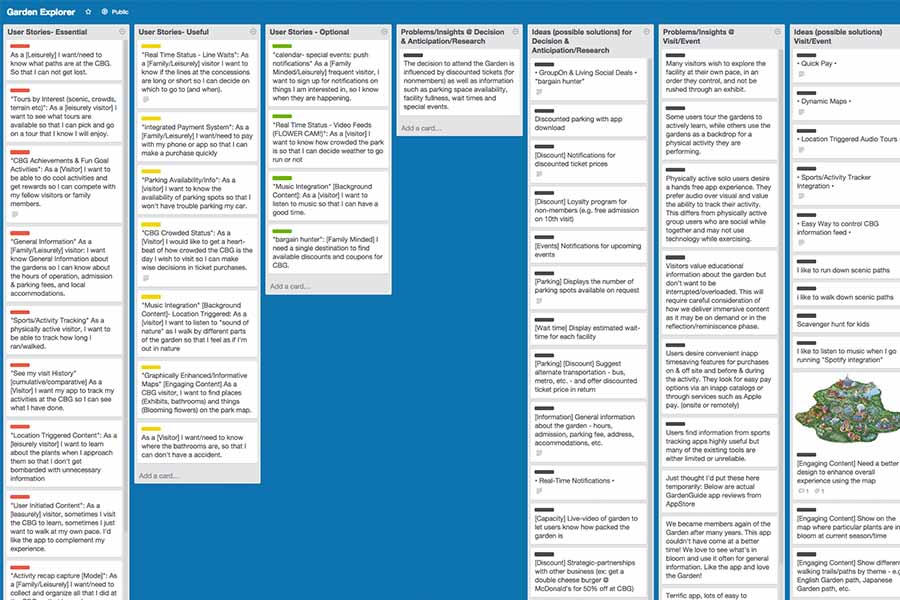 Garden Explorer
Public
User Stories- Essential
As a [Leisurely] I want/need to
know what paths are at the CBG.
So that I can not get lost.
"Tours by Interest (scenic, crowds,
terrain etc)": As a [leisurely visitor] I
want to see what tours are
available so that I can pick and go
on a tour that I know I will enjoy.
"CBG Achievements & Fun Goal
Activities": As a [Visitor] I want to
be able to do cool activities and
get rewards so I can compete with
my fellow visitors or family
members.
"General Information" As a
[Family/Leisurely] visitor: I want
know General Information about
the gardens so I can know about
the hours of operation, admission
& parking fees, and local
accommodations.
"Sports/Activity Tracking" As a
physically active visitor, I want to
be able to track how long I
ran/walked.
"See my visit History"
[cumulative/comparative] As a
[Visitor] I want my app to track my
activities at the CBG so I can see
what I have done.
"Location Triggered Content": As a
[leisurely visitor] I want to learn
about the plants when I approach
them so that I don't get
bombarded with unnecessary
information
"User Initiated Content": As a
[leasurely] visitor, sometimes I visit
the CBG to learn, sometimes I just
want to walk at my own pace. I'd
like the app to complement my
experience.
"Activity recap capture [Mode]": As
a [Family/Leisurely] I want/need to
collect and organize all that I did at
User Stories- Useful
"Real Time Status - Line Waits": As
a [Family/Leisurely] visitor I want
to know if the lines at the concessions
are long or short so I can decide
which to go to (and when).
"Integrated Payment System": As a
[Family/Leisurely] I want/need to pay
with my phone or app so that I can
make a purchase quickly
"Parking Availability/Info": As a
[visitor] I want to know the
availability of parking spots so that I
won't have trouble parking my car.
"CBG Crowded Status": As a
[Visitor] I would like to get a heart-
beat of how crowded the CBG is the
day I wish to visit so I can make
wise decisions in ticket purchases.
"Music Integration" [Background
Content]- Location Triggered: As a
[visitor] I want to listen to "sound of
nature" as I walk by different parts
of the garden so that I feel as if I'm
out in nature
"Graphically Enhanced/Informative
Maps" [Engaging Content] As a
CBG visitor, I want to find places
(Exhibits, bathrooms) and things
(Blooming flowers) on the park map.
As a [Visitor] I want/need to know
where the bathrooms are, so that I
can don't have a accident.
Add a card...
User Stories - Optional
"calendar- special events: push
notifications" As a [Family
Minded/Leisurely] frequent visitor, I
want to sign up for notifications on
things I am interested in, so I know
when they are happening.
"Real Time Status - Video Feeds
(FLOWER CAM!)": As a [Visitor] I
want to know how crowded the park
is so that I can decide weather to go
run or not
"Music Integration" [Background
Content]: As a [visitor] I want to
listen to music so that I can have a
good time.
"bargain hunter": [Family Minded] I
need a single destination to find
available discounts and coupons for
CBG.
Add a card...
Problems/Insights @ Decision
& Anticipation/Research
The decision to attend the Garden is
influenced by discounted tickets (for
nonmembers) as well as information
such as parking space availability,
facility fullness, wait times and
special events.
Add a card...
Ideas (possible solutions) for
Decision &
Anticipation/Research
• GroupOn & Living Social Deals •
"bargain hunter"
Discounted parking with app
download
[Discount] Notifications for
discounted ticket prices
[Discount] Loyalty program for
non-members (e.g. free admission
on 10th visit)
[Events] Notifications for upcoming
events
[Parking] Displays the number of
parking spots available on request
[Wait time] Display estimated wait-
time for each facility
[Parking] [Discount] Suggest
alternate transportation - bus,
metro, etc. - and offer discounted
ticket price in return
[Information] General information
about the garden - hours,
admission, parking fee, address,
accommodations, etc.
• Real-Time Notifications •
[Capacity] Live-video of garden to
let users know how packed the
garden is
[Discount] Strategic-partnerships
with other business (ex: get a
double cheese burger @
McDonald's for 50% off at CBG)
Problems/Insights @
Visit/Event
Many visitors wish to explore the
facility at their own pace, in an
order they control, and not be
rushed through an exhibit.
Some users tour the gardens to
actively learn, while others use the
gardens as a backdrop for a
physical activity they are
performing.
Physically active solo users desire
a hands free app experience. They
prefer audio over visual and value
the ability to track their activity.
This differs from physically active
group users who are social while
together and may not use
technology while exercising.
Visitors value educational
information about the garden but
don't want to be
interrupted/overloaded. This will
require careful consideration of
how we deliver immersive content
as it may be on demand or in the
reflection/reminiscence phase.
Users desire convenient inapp
timesaving features for purchases
on & off site before & during
the activity. They look for easy pay
options via an inapp catalogs or
through services such as Apple
pay. (onsite or remotely)
Users find information from sports
tracking apps highly useful but
many of the existing tools are
either limited or unreliable.
Just thought I'd put these here
temporarily: Below are actual
GardenGuide app reviews from
AppStore
We became members again of the
Garden after many years. This app
couldn't have come at a better
time! We love to see what's in
bloom and use it often for general
information. Like the app and love
the Garden!
Terrific app, lots of easy to
Ideas (possible solutions)
Visit/Event
• Quick Pay •
• Dynamic Maps •
• Location Triggered Audio Tours
• Sports/Activity Tracker
Integration •
• Easy Way to control CBG
information feed •
I like to run down scenic paths
i like to walk down scenic paths
Scavenger hunt for kids
I like to listen to music when I go
running "Spotify integration"
[Engaging Content] Need a better
design to enhance overall
experience using the map
1 1
[Engaging Content] Show on the
map where particular plants are in
bloom at current season/time
[Engaging Content] Show different
walking trails/paths by theme - e.g
English Garden path, Japanese
Garden path, etc.